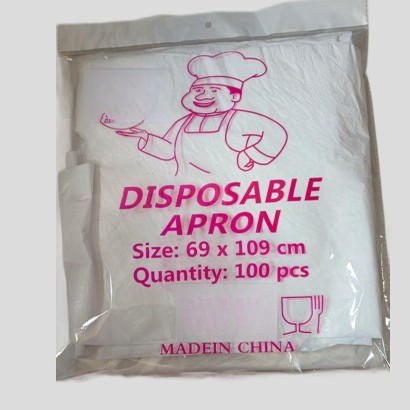 DISPOSABLE
APRON
Size: 69 x 109 cm
Quantity: 100 pcs
MADEIN CHINA